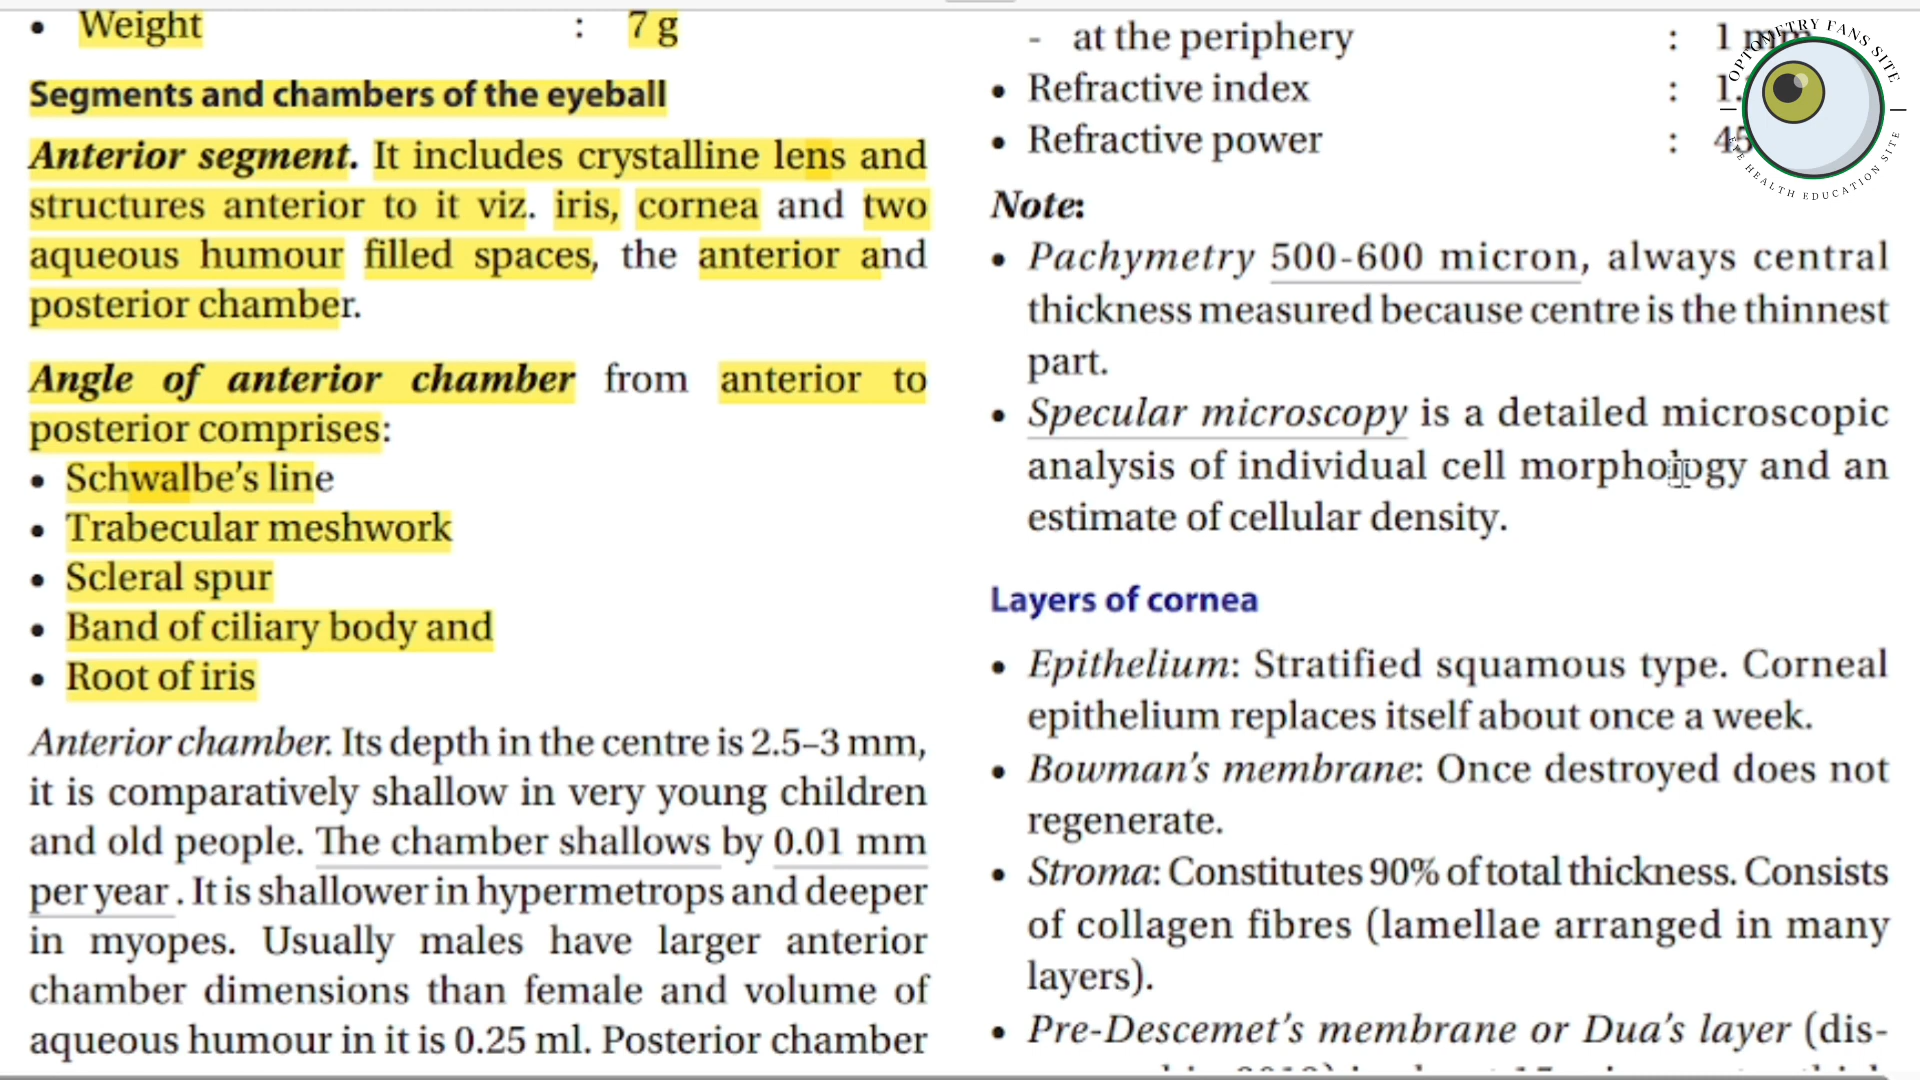 • Weight : 7 g
Segments and chambers of the eyeball
Anterior segment. It includes crystalline lens and
structures anterior to it viz. iris, cornea and two
aqueous humour filled spaces, the anterior and
posterior chamber.
Angle of anterior chamber from anterior to
posterior comprises:
• Schwalbe’s line
• Trabecular meshwork
• Scleral spur
• Band of ciliary body and
• Root of iris
Anterior chamber. Its depth in the centre is 2.5–3 mm,
it is comparatively shallow in very young children
and old people. The chamber shallows by 0.01 mm
per year . It is shallower in hypermetrops and deeper
in myopes. Usually males have larger anterior
chamber dimensions than female and volume of
aqueous humour in it is 0.25 ml. Posterior chamber
- at the periphery : 1 mm
• Refractive index : 1.
• Refractive power : 45
Note:
• Pachymetry 500-600 micron, always central
thickness measured because centre is the thinnest
part.
• Specular microscopy is a detailed microscopic
analysis of individual cell morphology and an
estimate of cellular density.
Layers of cornea
• Epithelium: Stratified squamous type. Corneal
epithelium replaces itself about once a week.
• Bowman’s membrane: Once destroyed does not
regenerate.
• Stroma: Constitutes 90% of total thickness. Consists
of collagen fibres (lamellae arranged in many
layers).
• Pre-Descemet’s membrane or Dua’s layer (dis-
OPTOMETRY FANS SITE
EYE HEALTH EDUCATION SITE